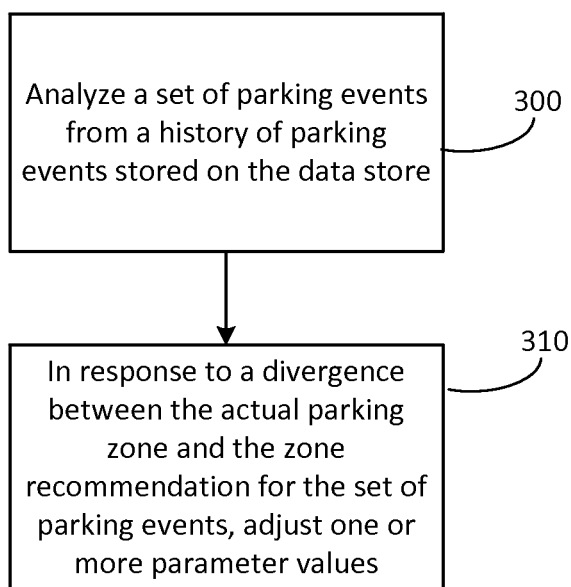 Analyze a set of parking events
from a history of parking
events stored on the data store
300
310
In response to a divergence
between the actual parking
zone and the zone
recommendation for the set of
parking events, adjust one or
more parameter values